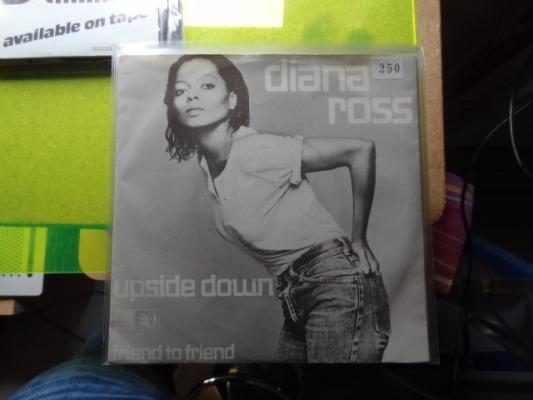 available on tape
diana
250
ross
upside down
friend to friend